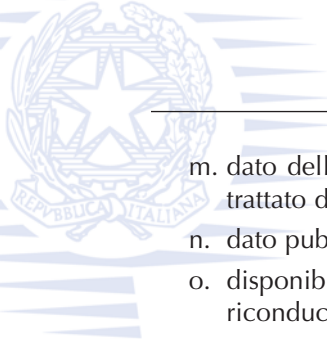 m. dato dell
trattato d
n. dato pub
o. disponib
riconduc
REPVBBLICA ITALIANA